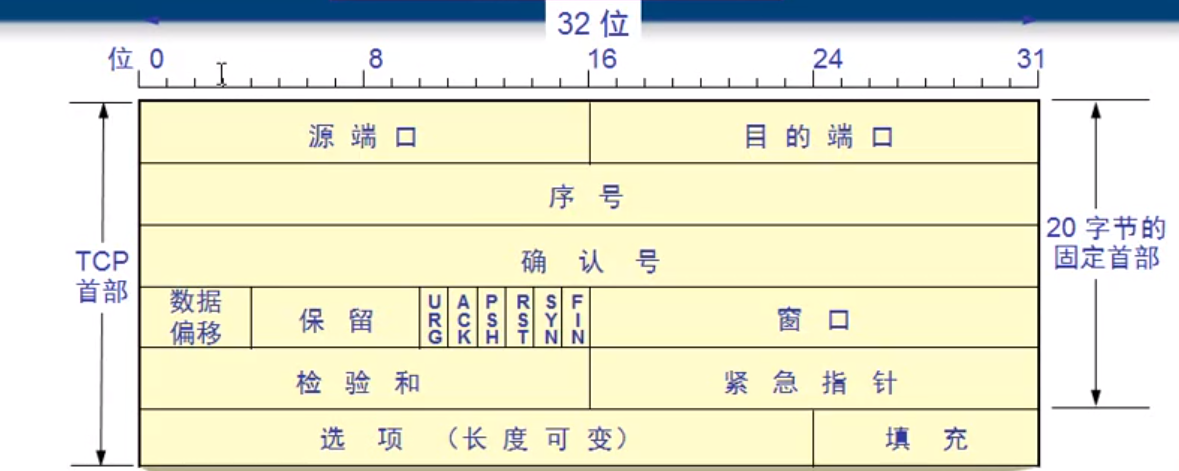 32 位
位 0 8 16 24 31
源 端 口 目 的 端 口
序 号
确 认 号
TCP
首部
20 字节的
固定首部
数据
偏移
保 留
URG
ACK
PSH
RST
SYN
FIN
窗 口
检 验 和 紧 急 指 针
选 项 （长 度 可 变） 填 充